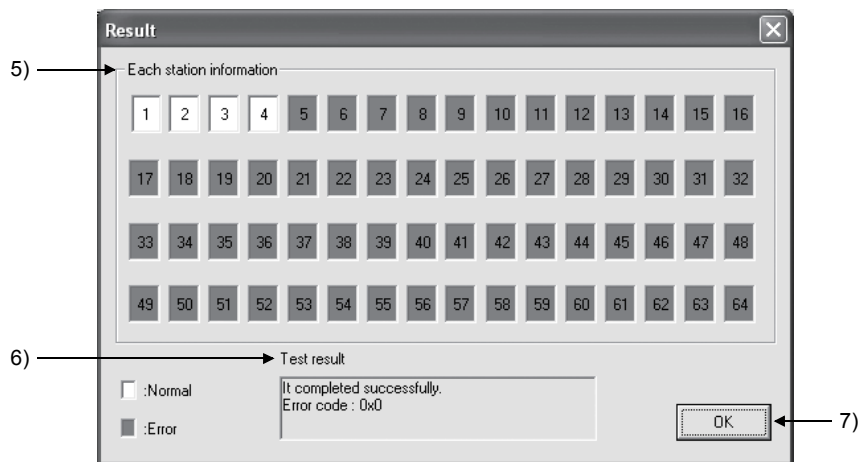 Result
5)
Each station information
1 2 3 4 5 6 7 8 9 10 11 12 13 14 15 16
17 18 19 20 21 22 23 24 25 26 27 28 29 30 31 32
33 34 35 36 37 38 39 40 41 42 43 44 45 46 47 48
49 50 51 52 53 54 55 56 57 58 59 60 61 62 63 64
6)
Test result
:Normal
It completed successfully.
Error code : 0x0
:Error
OK
7)